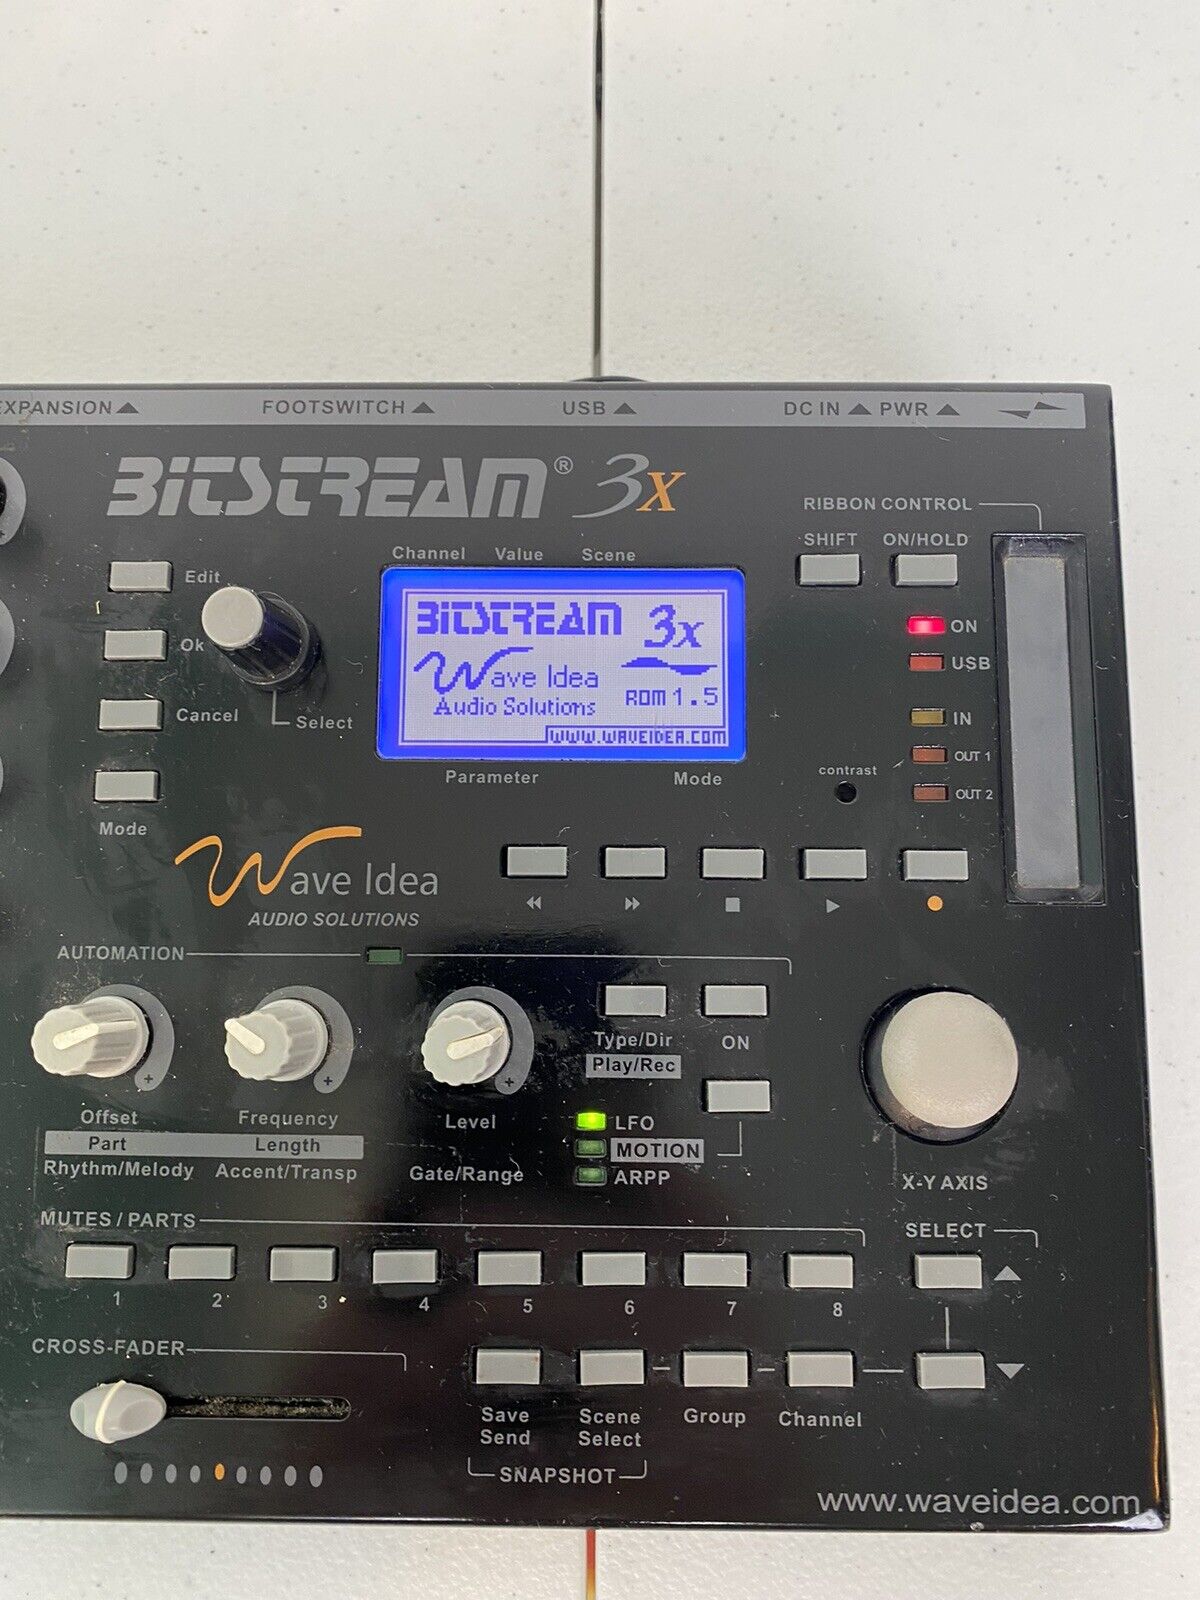 EXPANSION FOOTSWITCH USB DC IN PWR
BITSTREAM® 3x
RIBBON CONTROL
SHIFT ON/HOLD
Channel Value Scene
Edit
Ok
Cancel
Select
Mode
BITSTREAM 3x
Wave Idea
Audio Solutions ROM 1.5
WWW.WAVEIDEA.COM
Parameter Mode
ON
USB
IN
OUT 1
OUT 2
contrast
Wave Idea
AUDIO SOLUTIONS
AUTOMATION
+ + +
Type/Dir ON
Play/Rec
Offset Frequency Level
Part Length
Rhythm/Melody Accent/Transp Gate/Range
LFO
MOTION
ARPP
X-Y AXIS
MUTES / PARTS
SELECT
1 2 3 4 5 6 7 8
CROSS-FADER
Save Send
Scene Select
Group
Channel
SNAPSHOT
www.waveidea.com